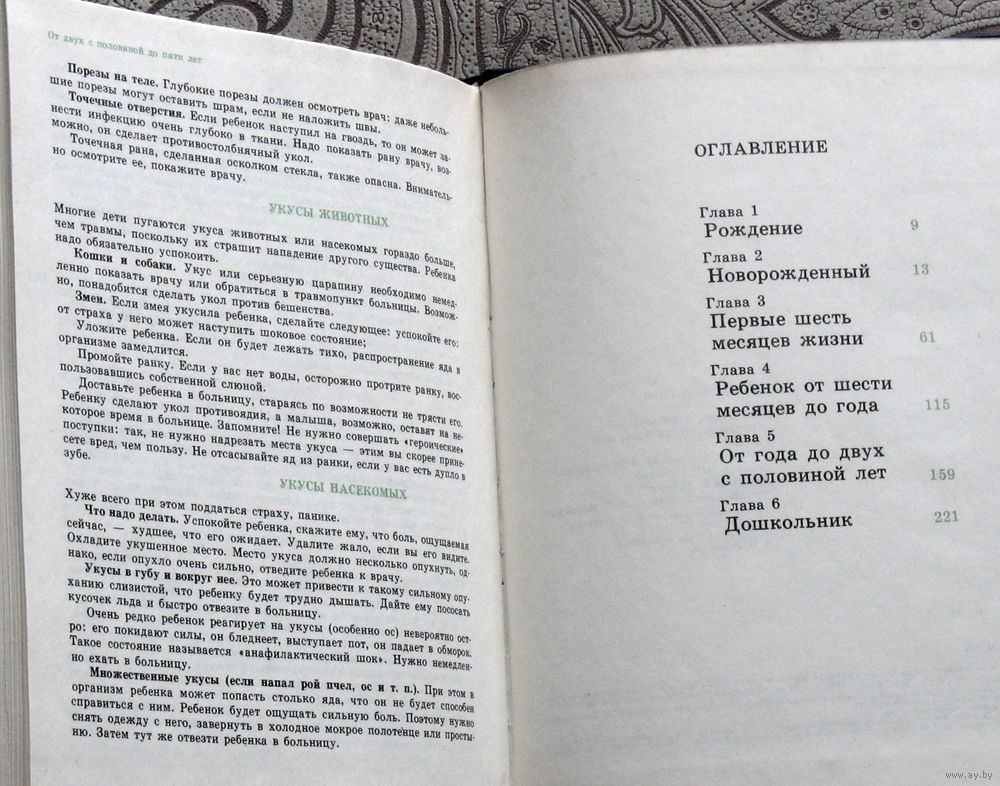 От двух с половиной до пяти лет
Порезы на теле. Глубокие порезы должен осмотреть врач: даже неболь-
шие порезы могут оставить шрам, если не наложить швы.
Точечные отверстия. Если ребенок наступил на гвоздь, то он может за-
нести инфекцию очень глубоко в ткани. Надо показать рану врачу, воз-
можно, он сделает противостолбнячный укол.
Точечная рана, сделанная осколком стекла, также опасна. Вниматель-
но осмотрите ее, покажите врачу.
УКУСЫ ЖИВОТНЫХ
Многие дети пугаются укуса животных или насекомых гораздо больше,
чем травмы, поскольку их страшит нападение другого существа. Ребенка
надо обязательно успокоить.
Кошки и собаки. Укус или серьезную царапину необходимо немед-
ленно показать врачу или обратиться в травмопункт больницы. Возмож-
но, понадобится сделать укол против бешенства.
Змеи. Если змея укусила ребенка, сделайте следующее: успокойте его:
от страха у него может наступить шоковое состояние;
Уложите ребенка. Если он будет лежать тихо, распространение яда в
организме замедлится.
Промойте ранку. Если у вас нет воды, осторожно протрите ранку, вос-
пользовавшись собственной слюной.
Доставьте ребенка в больницу, стараясь по возможности не трясти его.
Ребенку сделают укол противоядия, а малыша, возможно, оставят на не-
которое время в больнице. Запомните! Не нужно совершать «героические»
поступки: так, не нужно надрезать места укуса — этим вы скорее прине-
сете вред, чем пользу. Не отсасывайте яд из ранки, если у вас есть дупло в
зубе.
УКУСЫ НАСЕКОМЫХ
Хуже всего при этом поддаться страху, панике.
Что надо делать. Успокойте ребенка, скажите ему, что боль, ощущаемая
сейчас, — худшее, что его ожидает. Удалите жало, если вы его видите.
Охладите укушенное место. Место укуса должно несколько опухнуть, од-
нако, если опухло очень сильно, отведите ребенка к врачу.
Укусы в губу и вокруг нее. Это может привести к такому сильному опу-
ханию слизистой, что ребенку будет трудно дышать. Дайте ему пососать
кусочек льда и быстро отвезите в больницу.
Очень редко ребенок реагирует на укусы (особенно ос) невероятно ост-
ро: его покидают силы, он бледнеет, выступает пот, он падает в обморок.
Такое состояние называется «анафилактический шок». Нужно немедлен-
но ехать в больницу.
Множественные укусы (если напал рой пчел, ос и т. п.). При этом в
организм ребенка может попасть столько яда, что он не будет способен
справиться с ним. Ребенок будет ощущать сильную боль. Поэтому нужно
снять одежду с него, завернуть в холодное мокрое полотенце или просты-
ню. Затем тут же отвезти ребенка в больницу.
ОГЛАВЛЕНИЕ
Глава 1
Рождение 9
Глава 2
Новорожденный 13
Глава 3
Первые шесть
месяцев жизни 61
Глава 4
Ребенок от шести
месяцев до года 115
Глава 5
От года до двух
с половиной лет 159
Глава 6
Дошкольник 221
www.ay.by